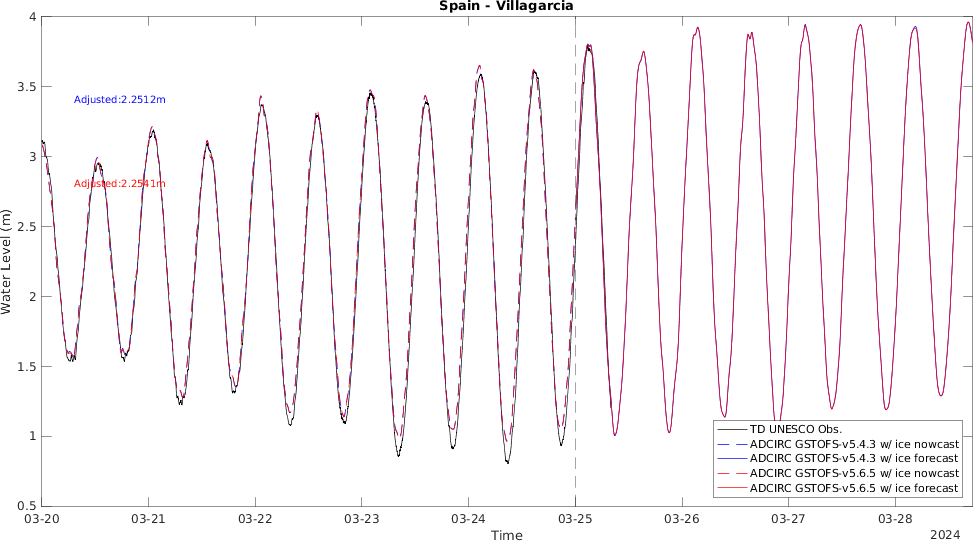 Spain - Villagarcia
4
3.5
3
2.5
2
1.5
1
0.5
Water Level (m)
Adjusted:2.2512m
Adjusted:2.2541m
TD UNESCO Obs.
ADCIRC GSTOFS-v5.4.3 w/ ice nowcast
ADCIRC GSTOFS-v5.4.3 w/ ice forecast
ADCIRC GSTOFS-v5.6.5 w/ ice nowcast
ADCIRC GSTOFS-v5.6.5 w/ ice forecast
03-20 03-21 03-22 03-23 03-24 03-25 03-26 03-27 03-28
Time
2024